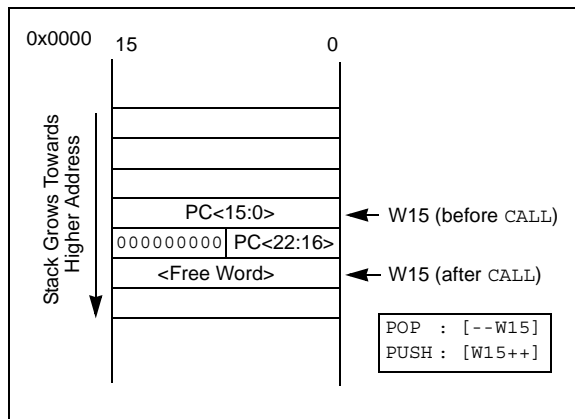 0x0000
15 0
Stack Grows Towards
Higher Address
PC<15:0>
W15 (before CALL)
000000000 PC<22:16>
<Free Word>
W15 (after CALL)
POP : [--W15]
PUSH : [W15++]